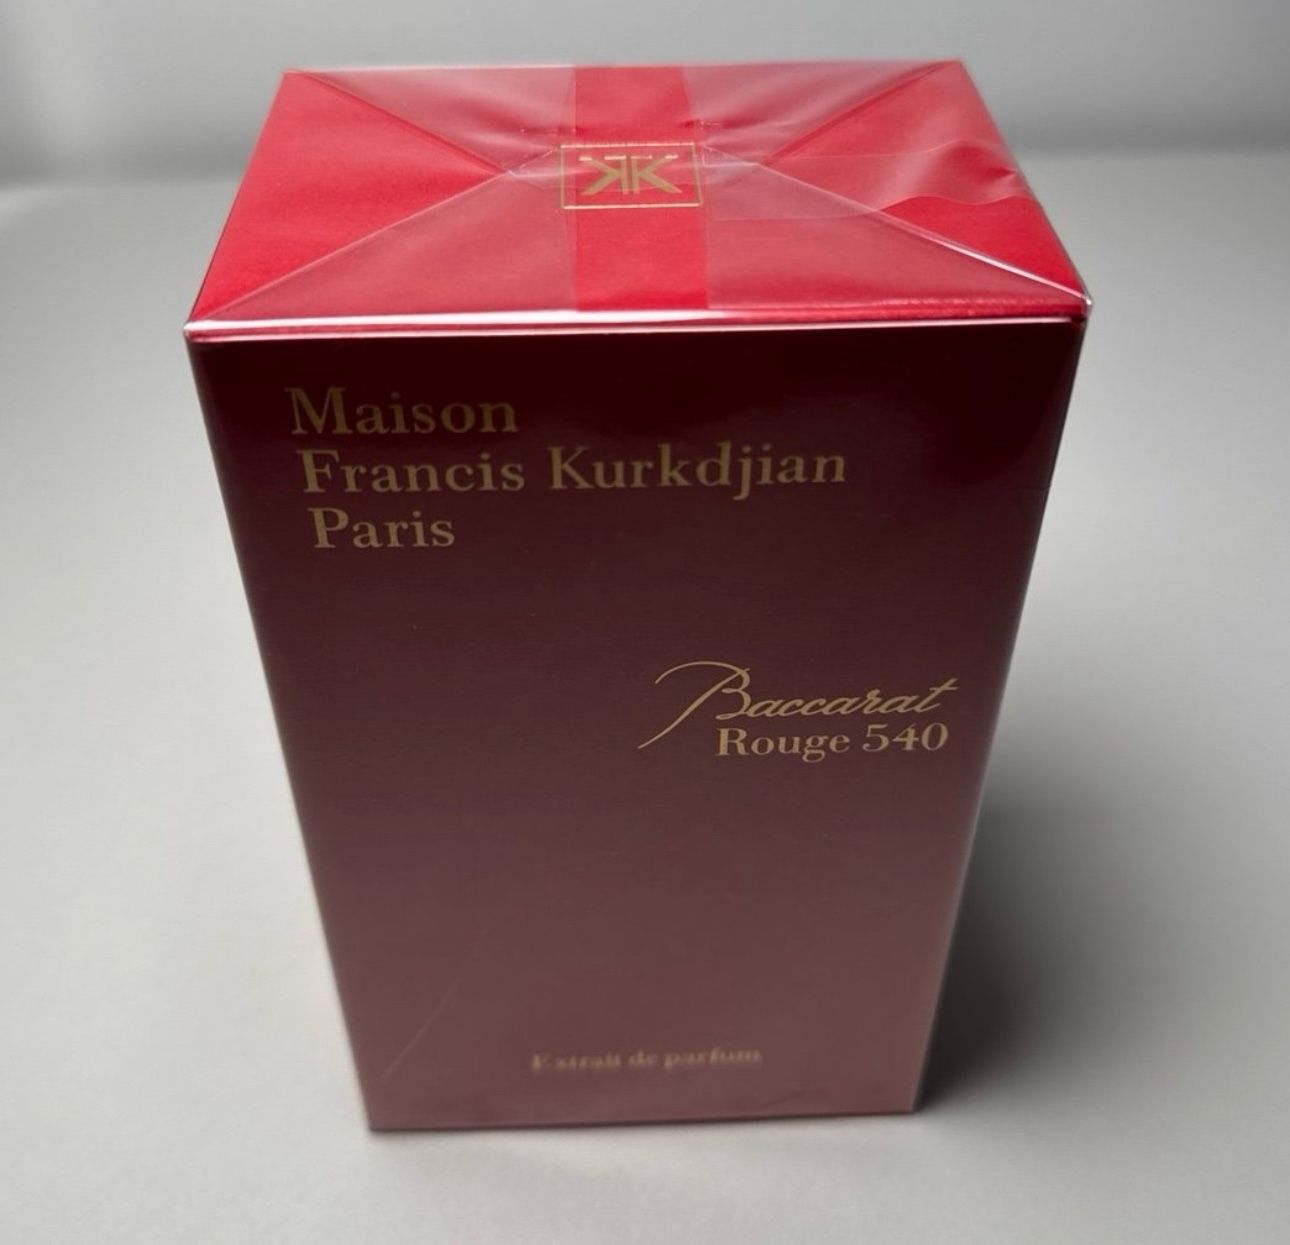 Maison
Francis Kurkdjian
Paris
Baccarat
Rouge 540
Extrait de parfum